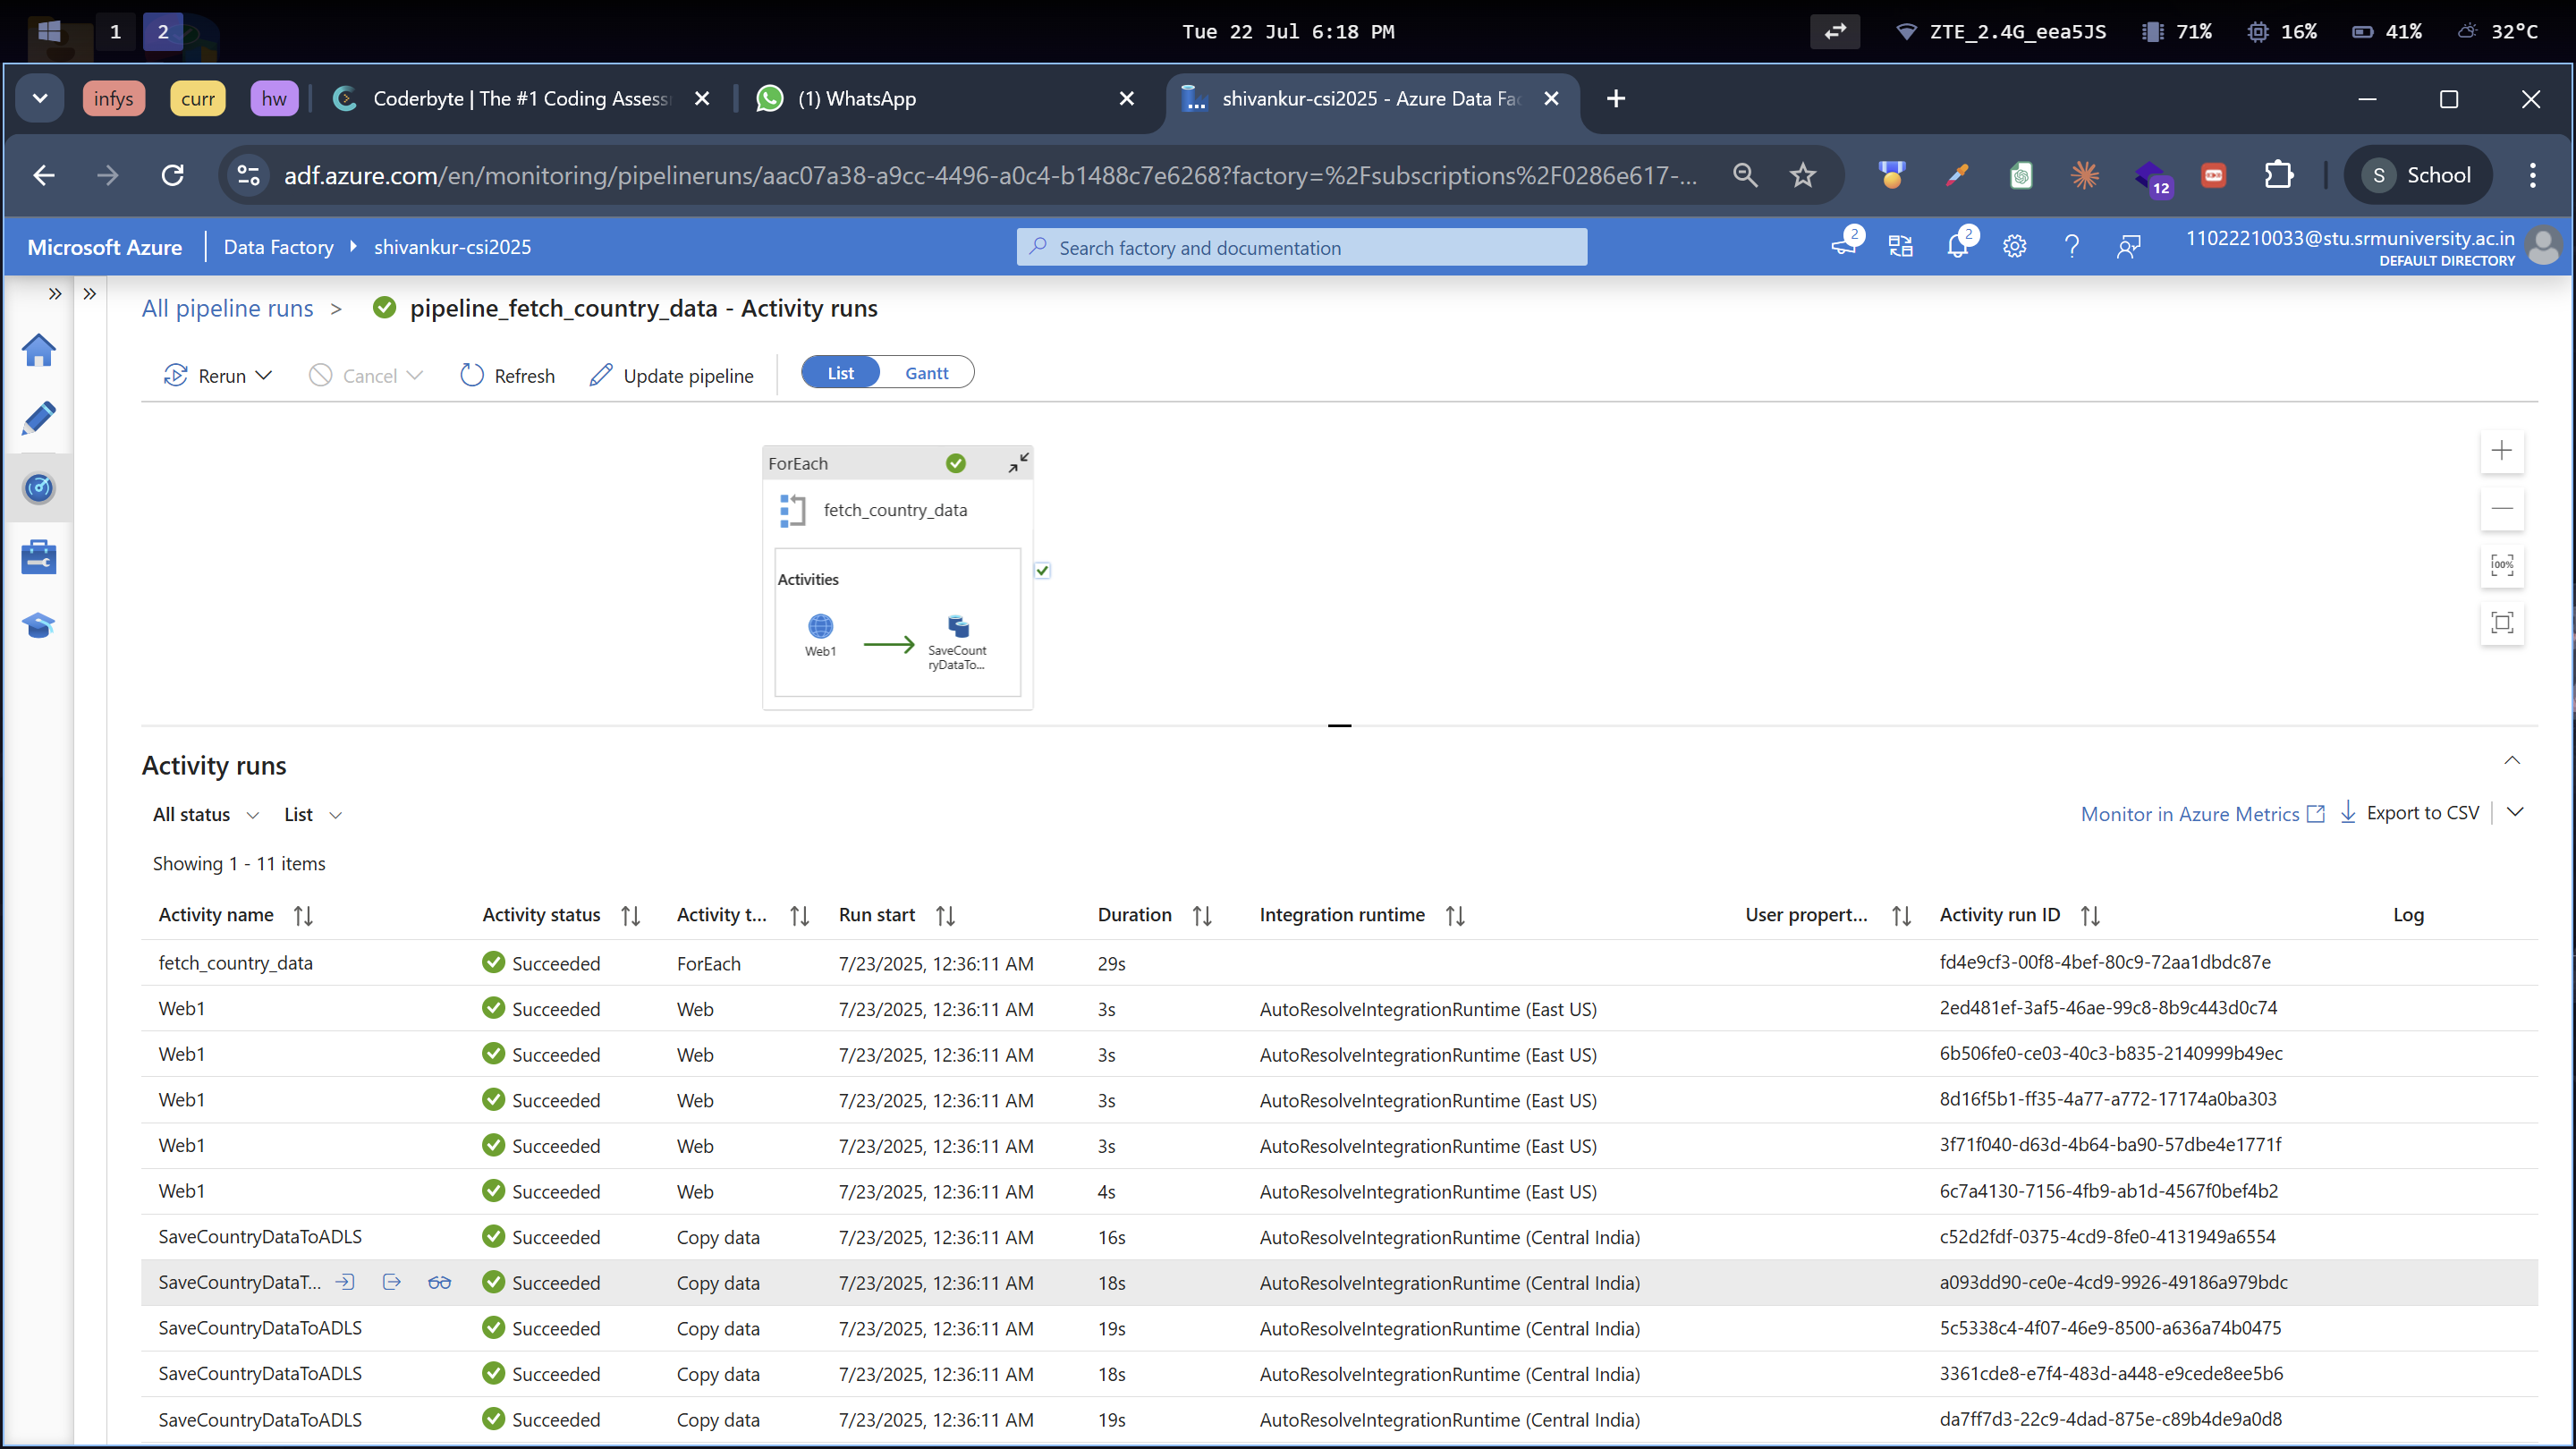 1 2 Tue 22 Jul 6:18 PM ZTE_2.4G_eea5JS 71% 16% 41% 32°C
infys curr hw Coderbyte | The #1 Coding Assess (1) WhatsApp shivankur-csi2025 - Azure Data Fac
adf.azure.com/en/monitoring/pipelineruns/aac07a38-a9cc-4496-a0c4-b1488c7e6268?factory=%2Fsubscriptions%2F0286e617-... 12 S School
Microsoft Azure Data Factory shivankur-csi2025 Search factory and documentation 2 2 11022210033@stu.srmuniversity.ac.in
DEFAULT DIRECTORY
All pipeline runs > pipeline_fetch_country_data - Activity runs
Rerun Cancel Refresh Update pipeline List Gantt
ForEach
fetch_country_data
Activities
Web1 SaveCount
ryDataTo...
100%
Activity runs
All status List Monitor in Azure Metrics Export to CSV
Showing 1 - 11 items
Activity name Activity status Activity t... Run start Duration Integration runtime User propert... Activity run ID Log
fetch_country_data Succeeded ForEach 7/23/2025, 12:36:11 AM 29s fd4e9cf3-00f8-4bef-80c9-72aa1dbdc87e
Web1 Succeeded Web 7/23/2025, 12:36:11 AM 3s AutoResolveIntegrationRuntime (East US) 2ed481ef-3af5-46ae-99c8-8b9c443d0c74
Web1 Succeeded Web 7/23/2025, 12:36:11 AM 3s AutoResolveIntegrationRuntime (East US) 6b506fe0-ce03-40c3-b835-2140999b49ec
Web1 Succeeded Web 7/23/2025, 12:36:11 AM 3s AutoResolveIntegrationRuntime (East US) 8d16f5b1-ff35-4a77-a772-17174a0ba303
Web1 Succeeded Web 7/23/2025, 12:36:11 AM 3s AutoResolveIntegrationRuntime (East US) 3f71f040-d63d-4b64-ba90-57dbe4e1771f
Web1 Succeeded Web 7/23/2025, 12:36:11 AM 4s AutoResolveIntegrationRuntime (East US) 6c7a4130-7156-4fb9-ab1d-4567f0bef4b2
SaveCountryDataToADLS Succeeded Copy data 7/23/2025, 12:36:11 AM 16s AutoResolveIntegrationRuntime (Central India) c52d2fdf-0375-4cd9-8fe0-4131949a6554
SaveCountryDataT... Succeeded Copy data 7/23/2025, 12:36:11 AM 18s AutoResolveIntegrationRuntime (Central India) a093dd90-ce0e-4cd9-9926-49186a979bdc
SaveCountryDataToADLS Succeeded Copy data 7/23/2025, 12:36:11 AM 19s AutoResolveIntegrationRuntime (Central India) 5c5338c4-4f07-46e9-8500-a636a74b0475
SaveCountryDataToADLS Succeeded Copy data 7/23/2025, 12:36:11 AM 18s AutoResolveIntegrationRuntime (Central India) 3361cde8-e7f4-483d-a448-e9cede8ee5b6
SaveCountryDataToADLS Succeeded Copy data 7/23/2025, 12:36:11 AM 19s AutoResolveIntegrationRuntime (Central India) da7ff7d3-22c9-4dad-875e-c89b4de9a0d8